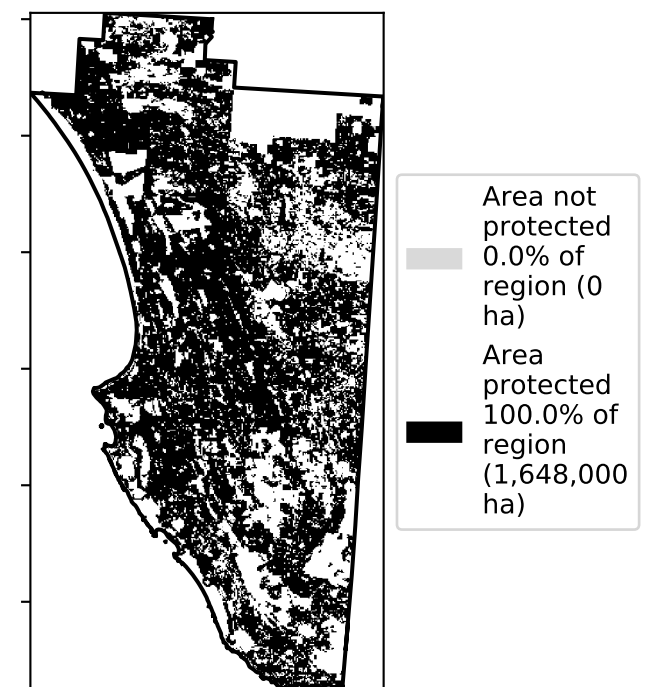 Area not
protected
0.0% of
region (0
ha)
Area
protected
100.0% of
region
(1,648,000
ha)